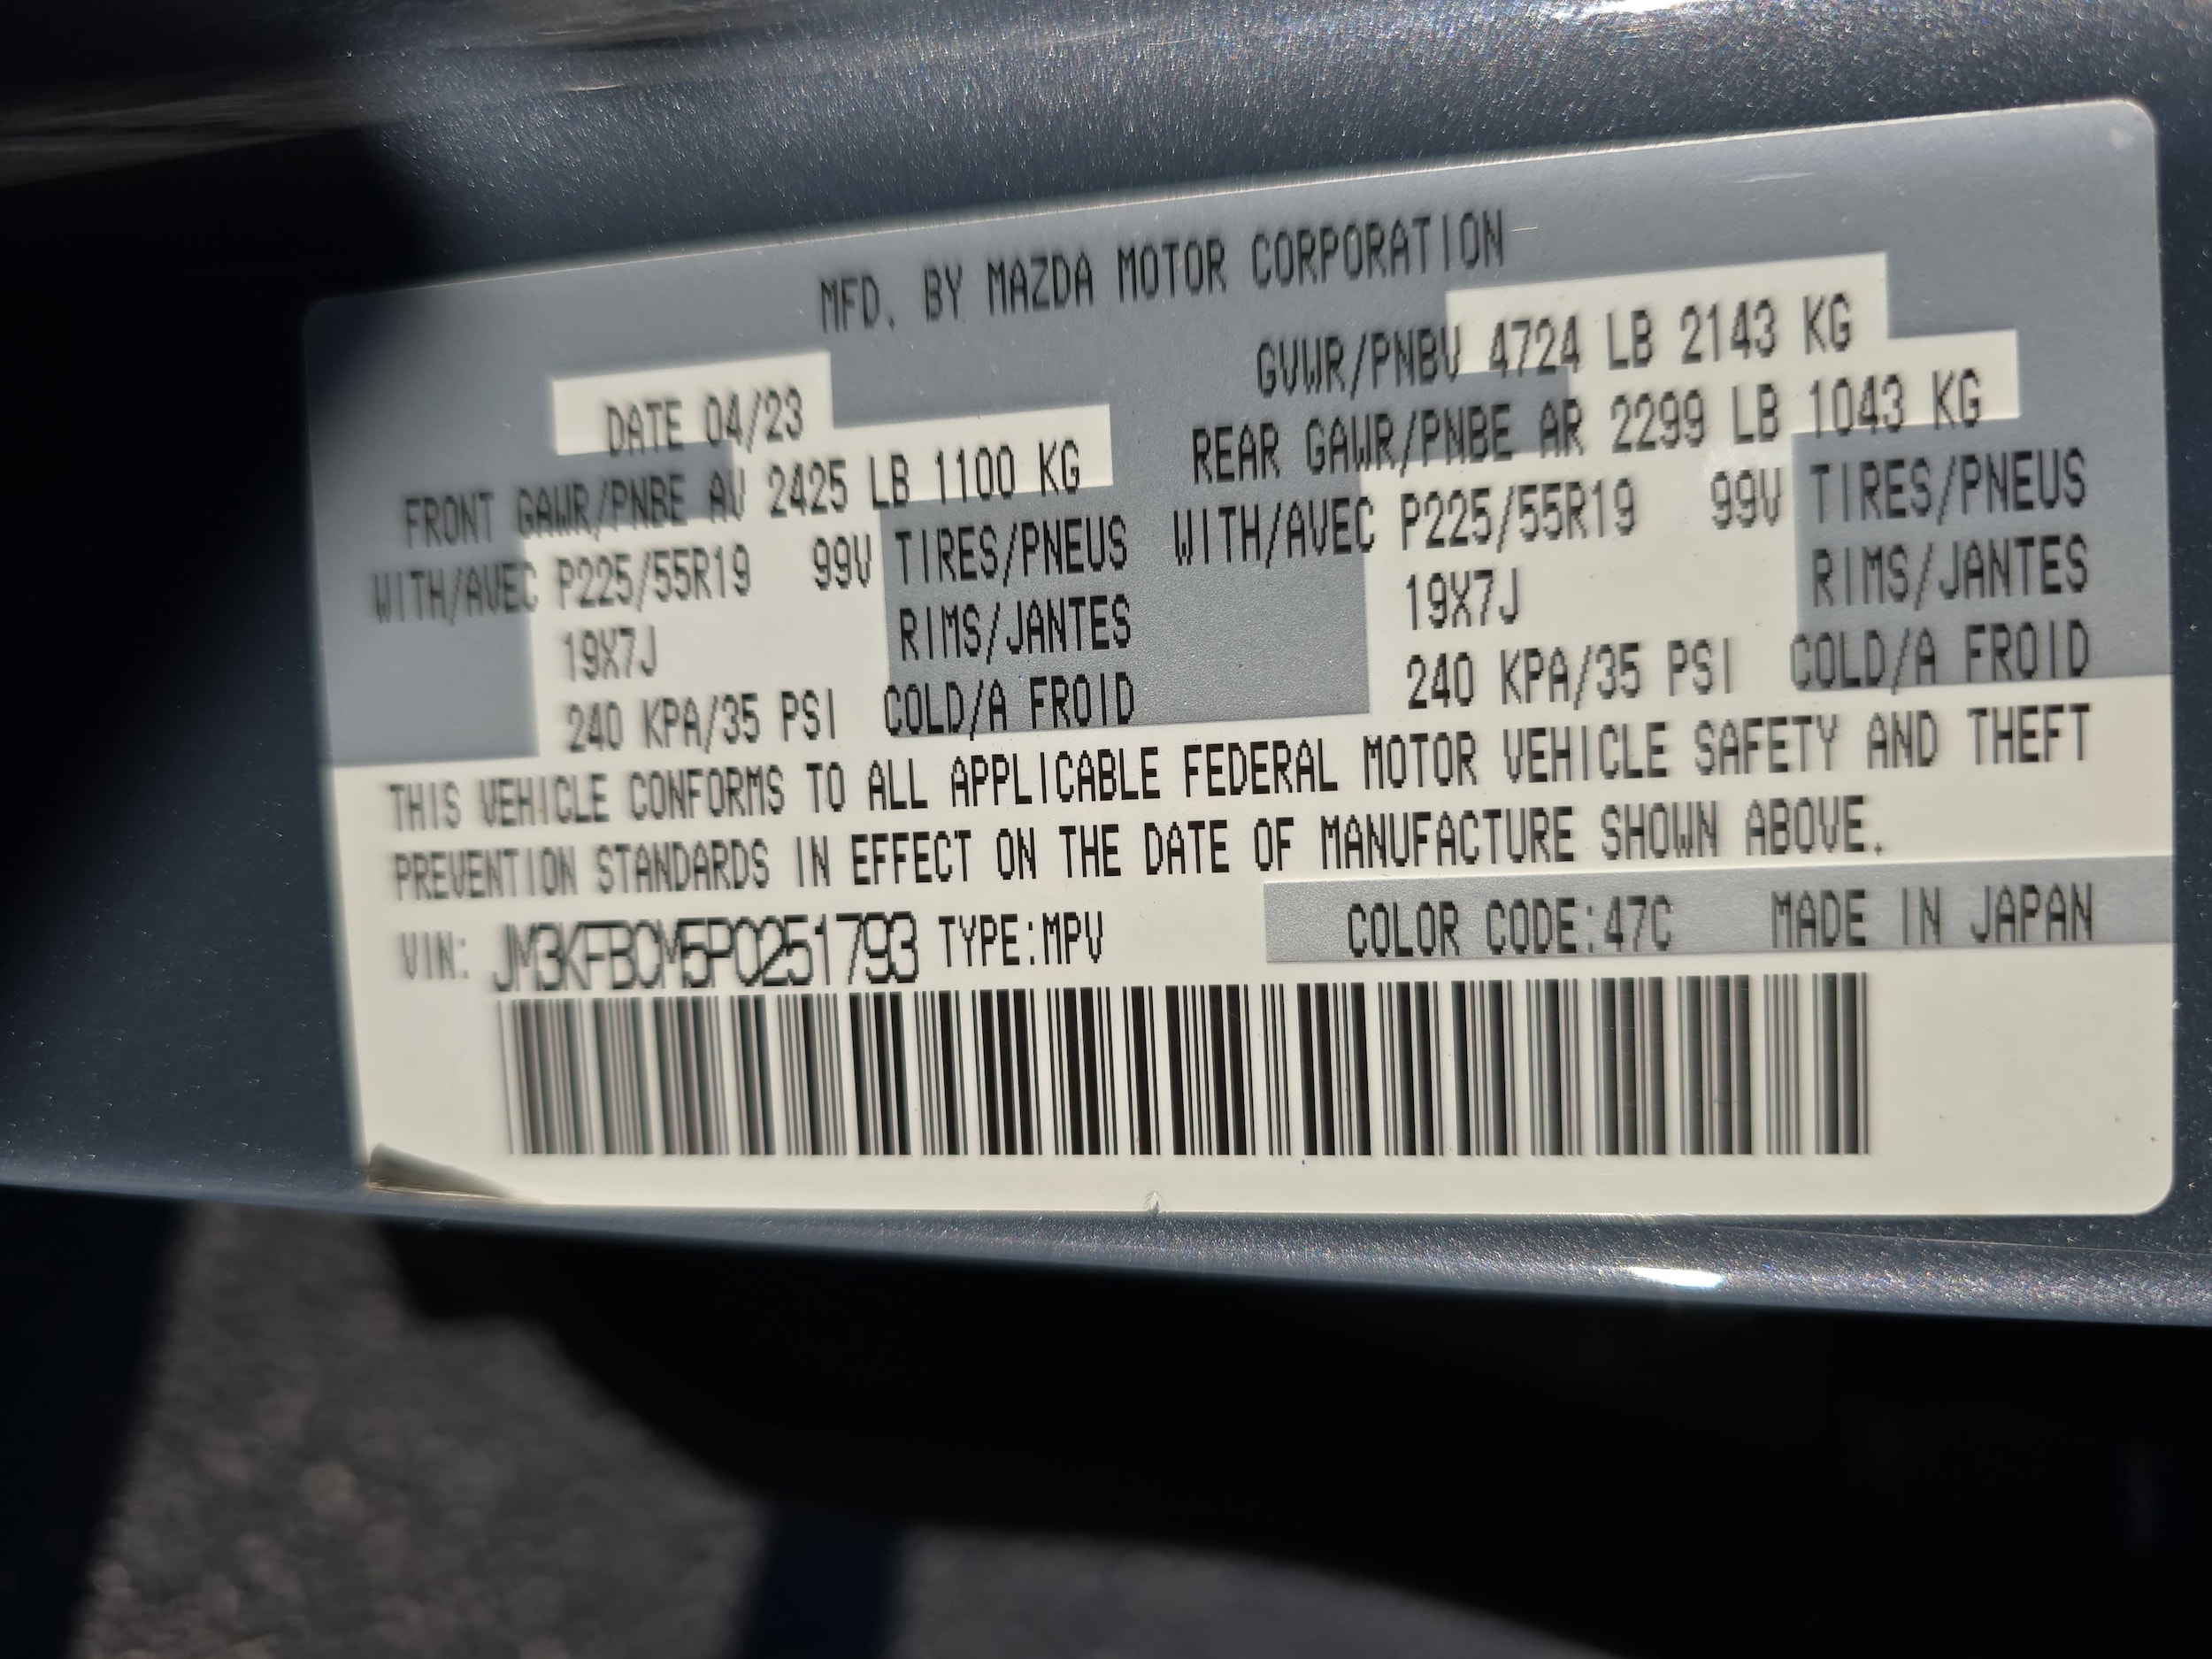 MFD. BY MAZDA MOTOR CORPORATION
DATE 04/23 GVWR/PNBV 4724 LB 2143 KG
FRONT GAWR/PNBE AV 2425 LB 1100 KG REAR GAWR/PNBE AR 2299 LB 1043 KG
WITH/AVEC P225/55R19 99V TIRES/PNEUS WITH/AVEC P225/55R19 99V TIRES/PNEUS
19X7J RIMS/JANTES 19X7J RIMS/JANTES
240 KPA/35 PSI COLD/A FROID 240 KPA/35 PSI COLD/A FROID
THIS VEHICLE CONFORMS TO ALL APPLICABLE FEDERAL MOTOR VEHICLE SAFETY AND THEFT
PREVENTION STANDARDS IN EFFECT ON THE DATE OF MANUFACTURE SHOWN ABOVE.
VIN: JM3KFBCM5P0251793 TYPE:MPV COLOR CODE:47C MADE IN JAPAN